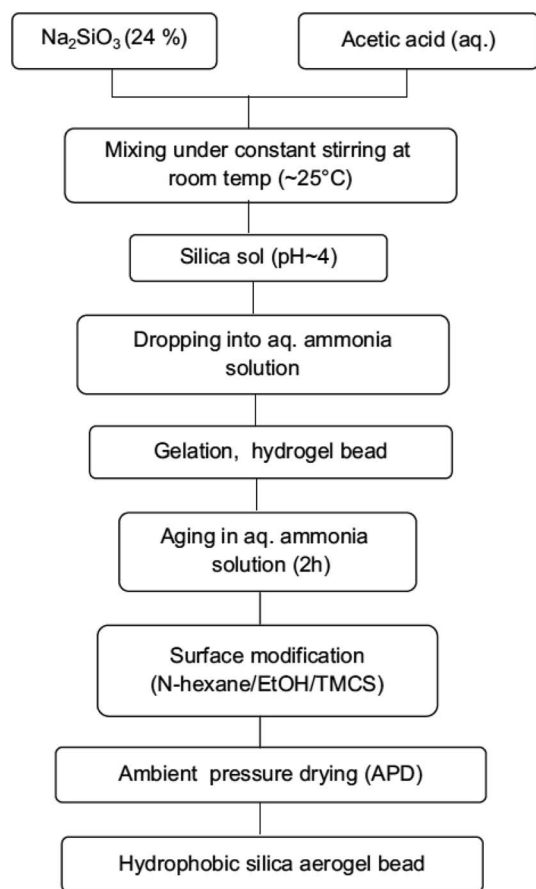 Na₂SiO₃ (24 %)
Acetic acid (aq.)
Mixing under constant stirring at
room temp (~25°C)
Silica sol (pH~4)
Dropping into aq. ammonia
solution
Gelation, hydrogel bead
Aging in aq. ammonia
solution (2h)
Surface modification
(N-hexane/EtOH/TMCS)
Ambient pressure drying (APD)
Hydrophobic silica aerogel bead